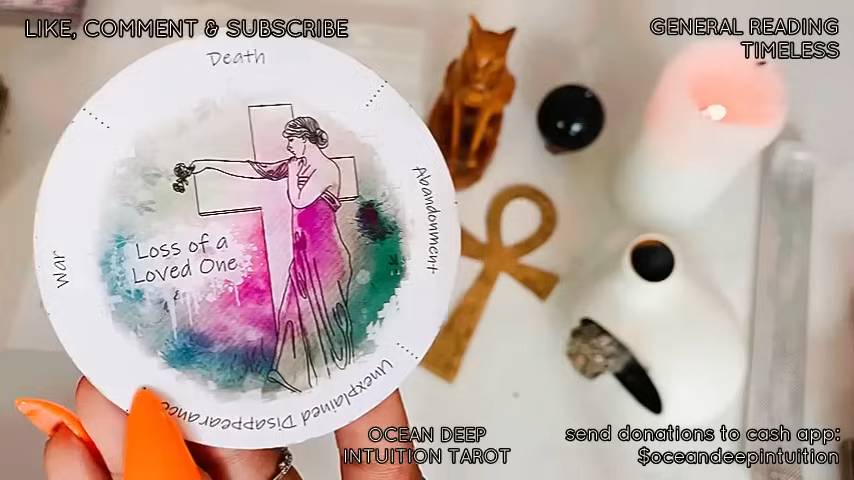 LIKE, COMMENT & SUBSCRIBE
GENERAL READING
TIMELESS
Death
Abandonment
War
Loss of a
Loved One
Unexplained Disappearance
OCEAN DEEP
INTUITION TAROT
send donations to cash app:
$oceandeepintuition